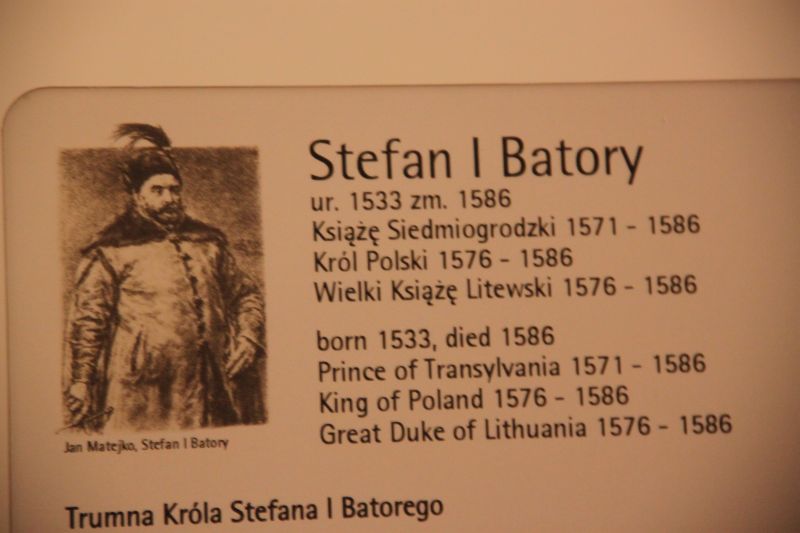 Stefan I Batory
ur. 1533 zm. 1586
Książę Siedmiogrodzki 1571 - 1586
Król Polski 1576 - 1586
Wielki Książę Litewski 1576 - 1586
born 1533, died 1586
Prince of Transylvania 1571 - 1586
King of Poland 1576 - 1586
Great Duke of Lithuania 1576 - 1586
Jan Matejko, Stefan I Batory
Trumna Króla Stefana I Batorego